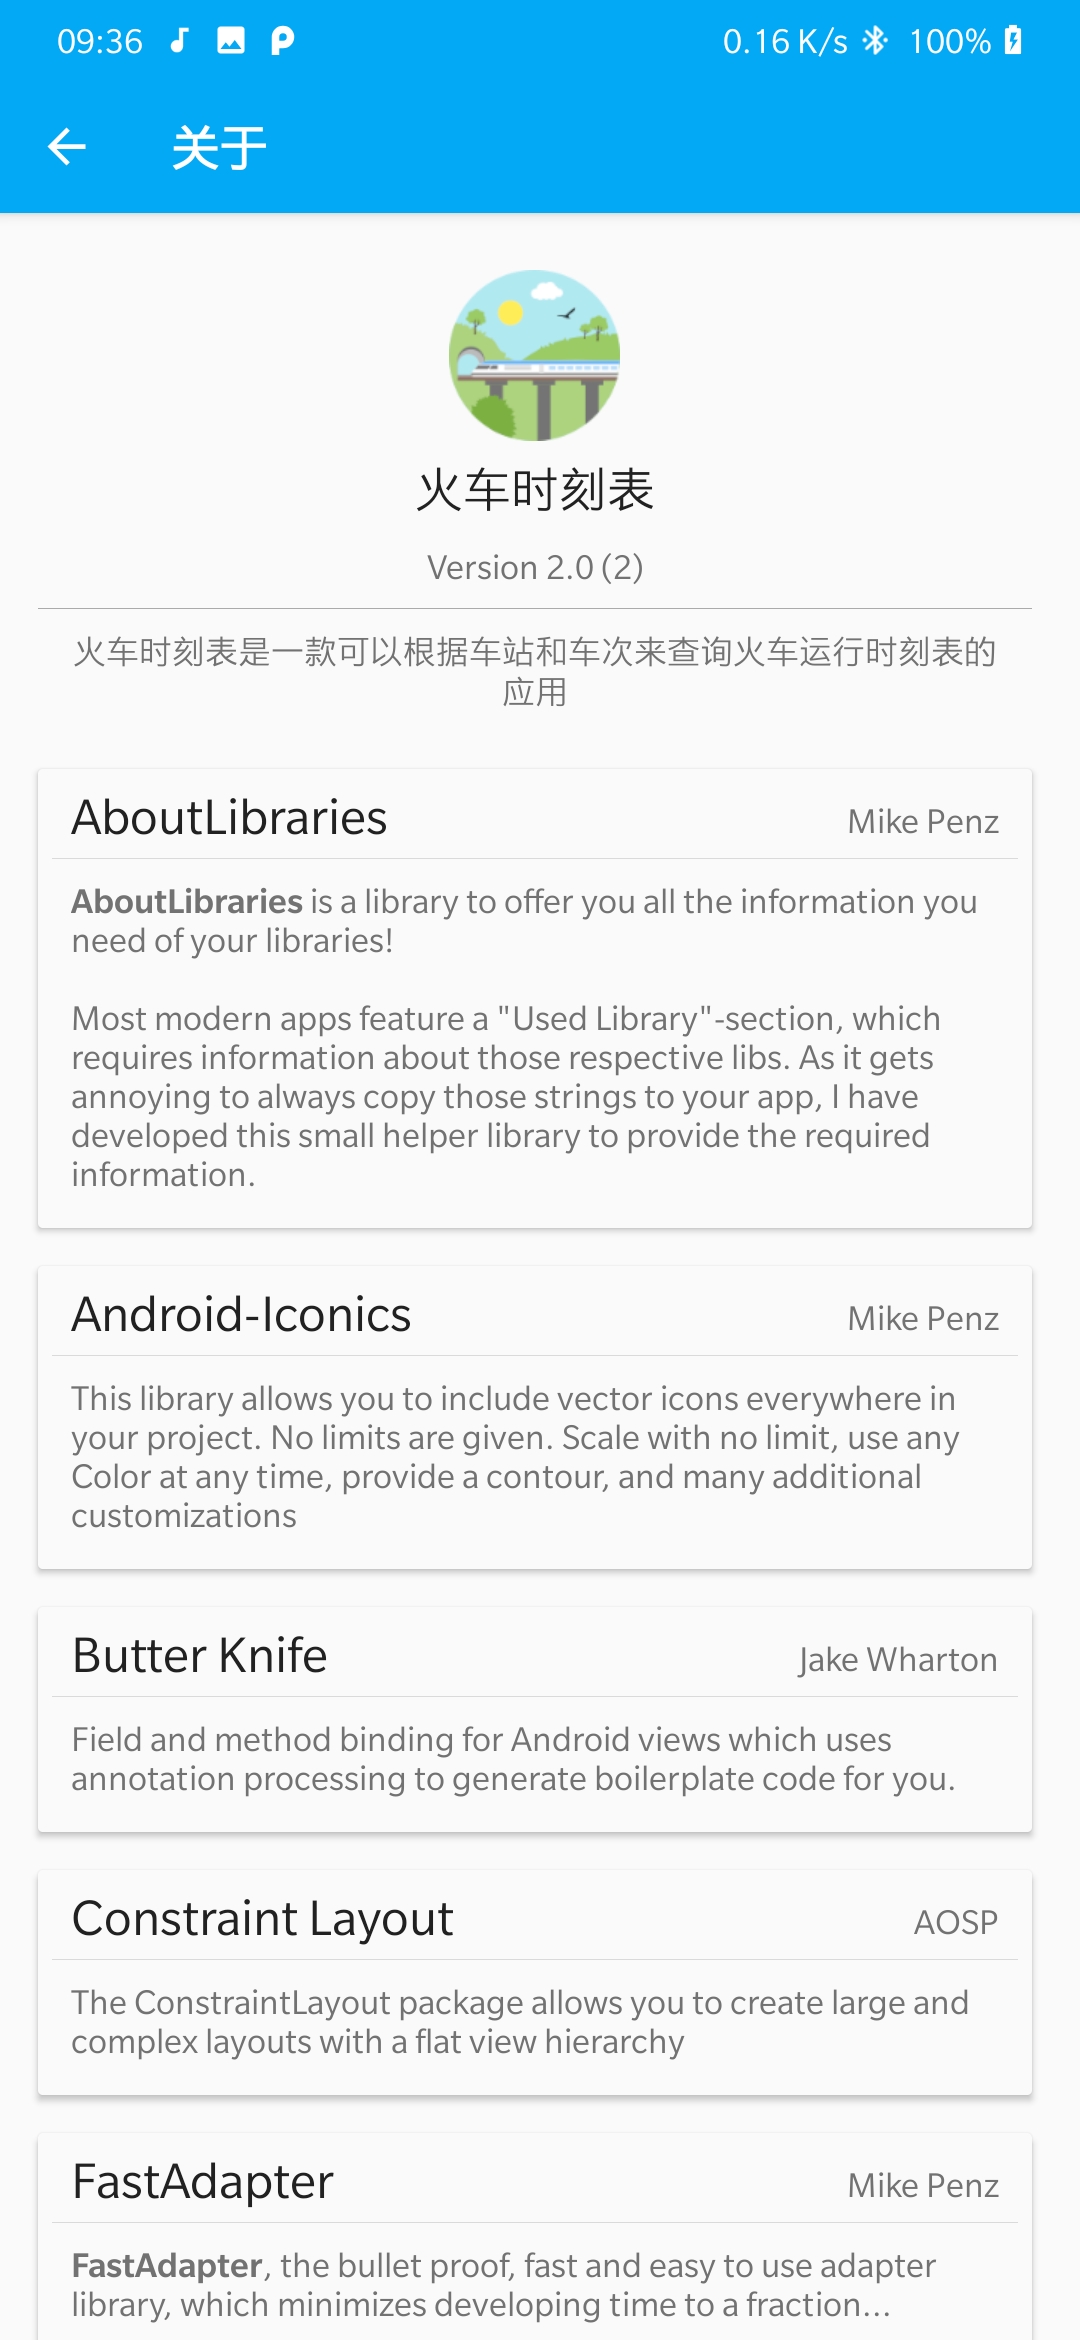 09:36
0.16 K/s 100%
关于
火车时刻表
Version 2.0 (2)
火车时刻表是一款可以根据车站和车次来查询火车运行时刻表的
应用
AboutLibraries
Mike Penz
AboutLibraries is a library to offer you all the information you
need of your libraries!
Most modern apps feature a "Used Library"-section, which
requires information about those respective libs. As it gets
annoying to always copy those strings to your app, I have
developed this small helper library to provide the required
information.
Android-Iconics
Mike Penz
This library allows you to include vector icons everywhere in
your project. No limits are given. Scale with no limit, use any
Color at any time, provide a contour, and many additional
customizations
Butter Knife
Jake Wharton
Field and method binding for Android views which uses
annotation processing to generate boilerplate code for you.
Constraint Layout
AOSP
The ConstraintLayout package allows you to create large and
complex layouts with a flat view hierarchy
FastAdapter
Mike Penz
FastAdapter, the bullet proof, fast and easy to use adapter
library, which minimizes developing time to a fraction...